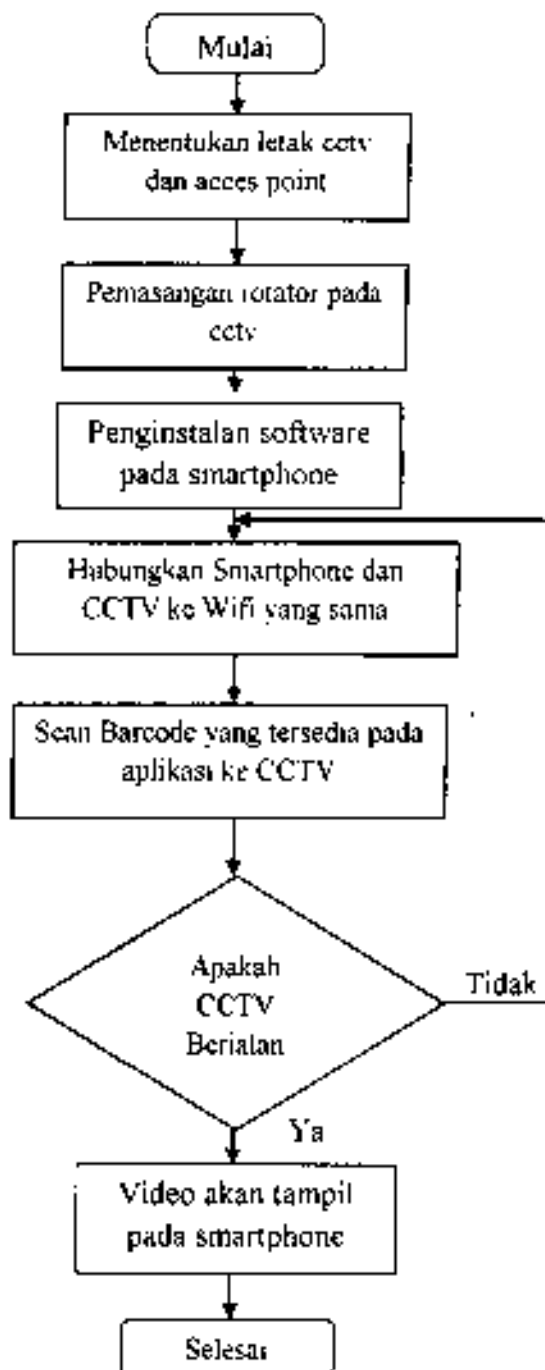 Mulai
Menentukan letak cctv
dan acces point
Pemasangan rotator pada
cctv
Penginstalan software
pada smartphone
Hubungkan Smartphone dan
CCTV ke Wifi yang sama
Scan Barcode yang tersedia pada
aplikasi ke CCTV
Apakah
CCTV
Berjalan
Tidak
Ya
Video akan tampil
pada smartphone
Selesai